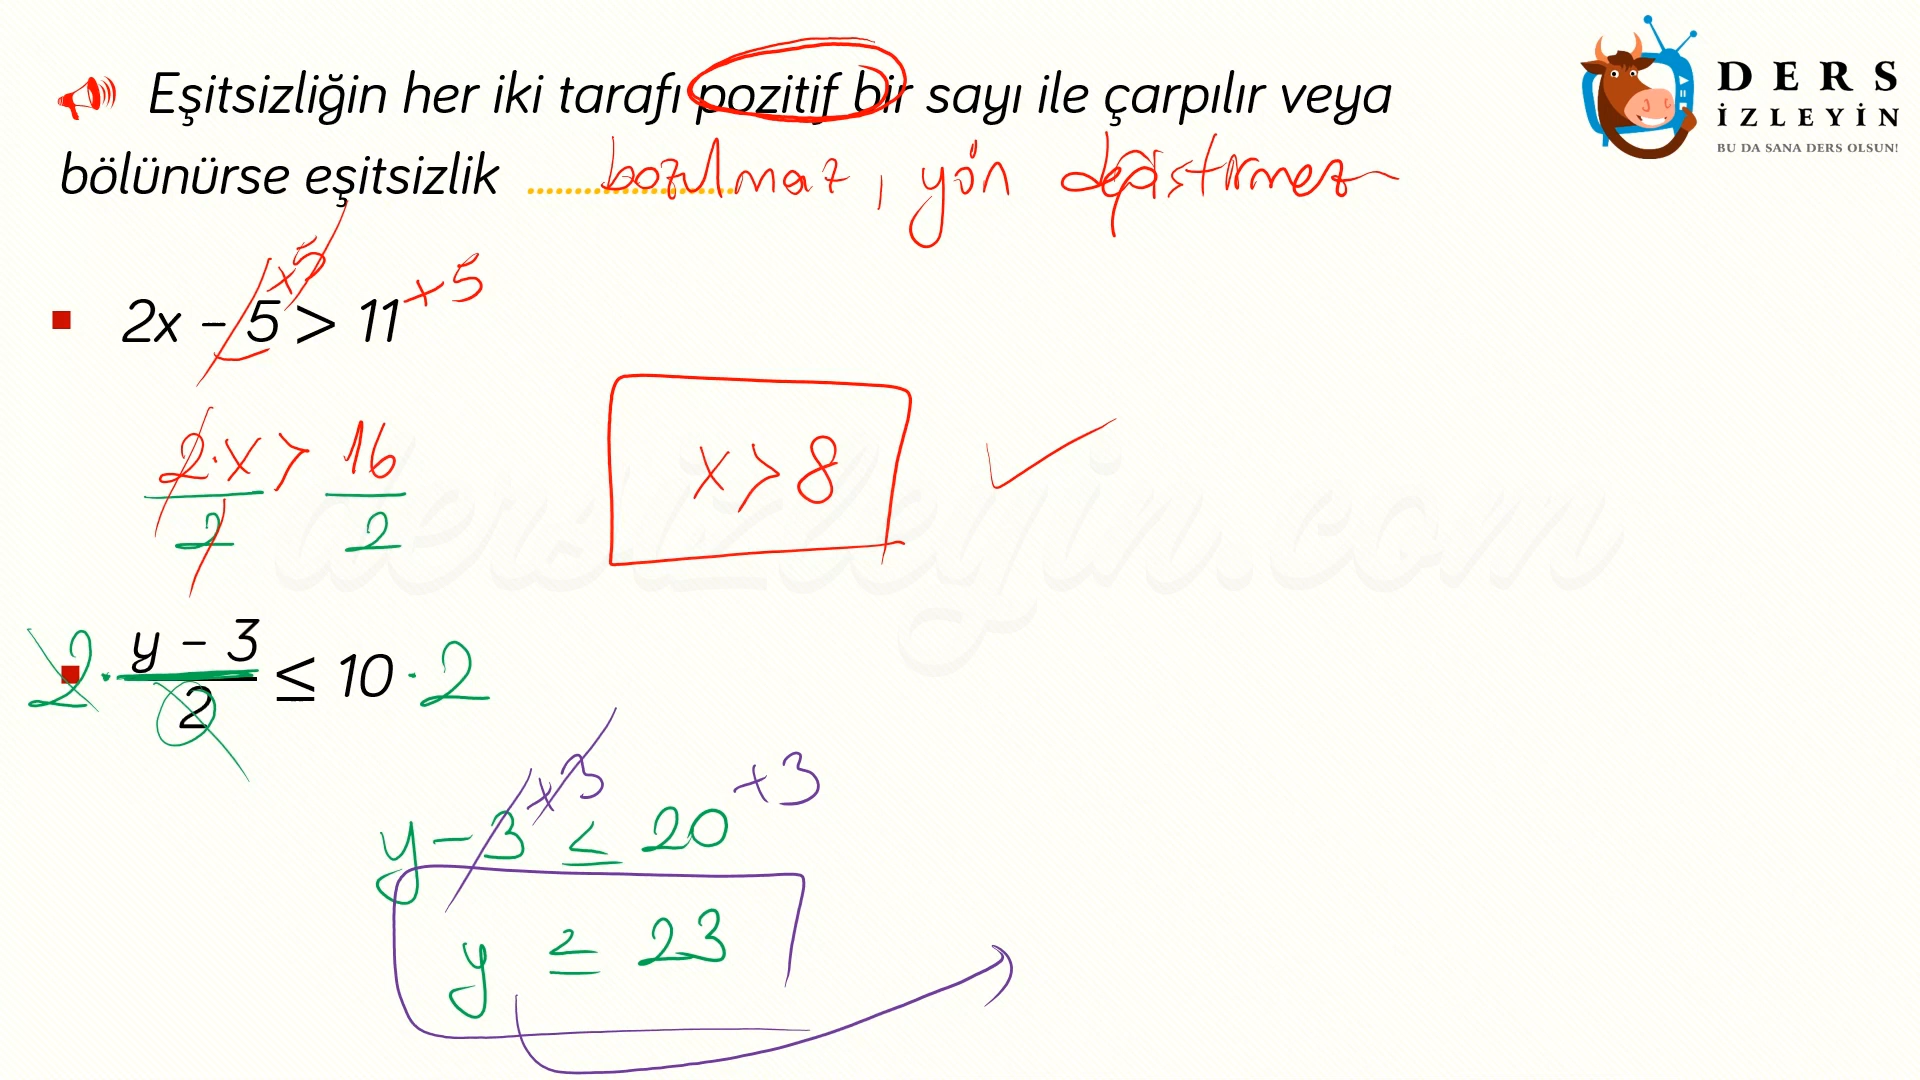 Eşitsizliğin her iki tarafı pozitif bir sayı ile çarpılır veya
bölünürse eşitsizlik .................... bozulmaz, yön değiştirmez
DERS
İZLEYİN
BU DA SANA DERS OLSUN!
2x - 5 +5 > 11 +5
2·x/2 > 16/2
x > 8
2 · (y - 3)/2 ≤ 10 · 2
y - 3 +3 ≤ 20 +3
y ≤ 23
dersizleyin.com